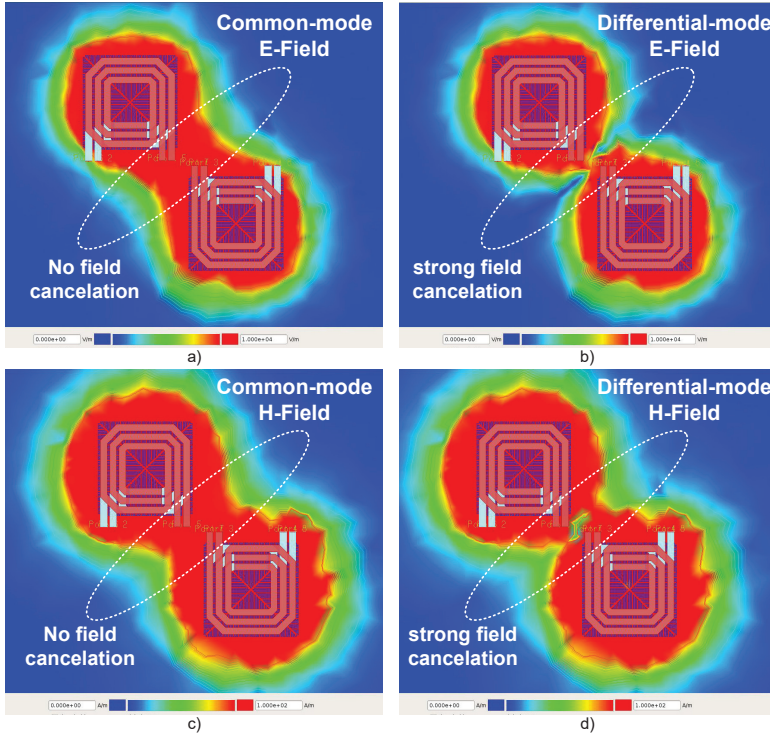 Common-mode
E-Field
No field
cancelation
0.000e+00 V/m 1.000e+04 V/m
a)
Differential-mode
E-Field
strong field
cancelation
0.000e+00 V/m 1.000e+04 V/m
b)
Common-mode
H-Field
No field
cancelation
0.000e+00 A/m 1.000e+02 A/m
c)
Differential-mode
H-Field
strong field
cancelation
0.000e+00 A/m 1.000e+02 A/m
d)